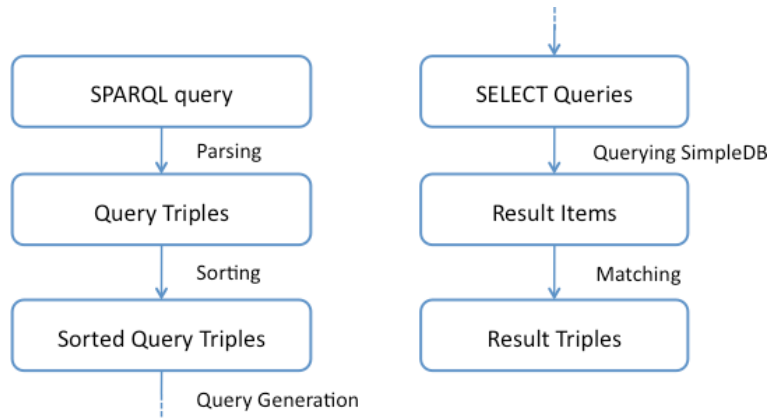 SPARQL query
Parsing
Query Triples
Sorting
Sorted Query Triples
Query Generation
SELECT Queries
Querying SimpleDB
Result Items
Matching
Result Triples